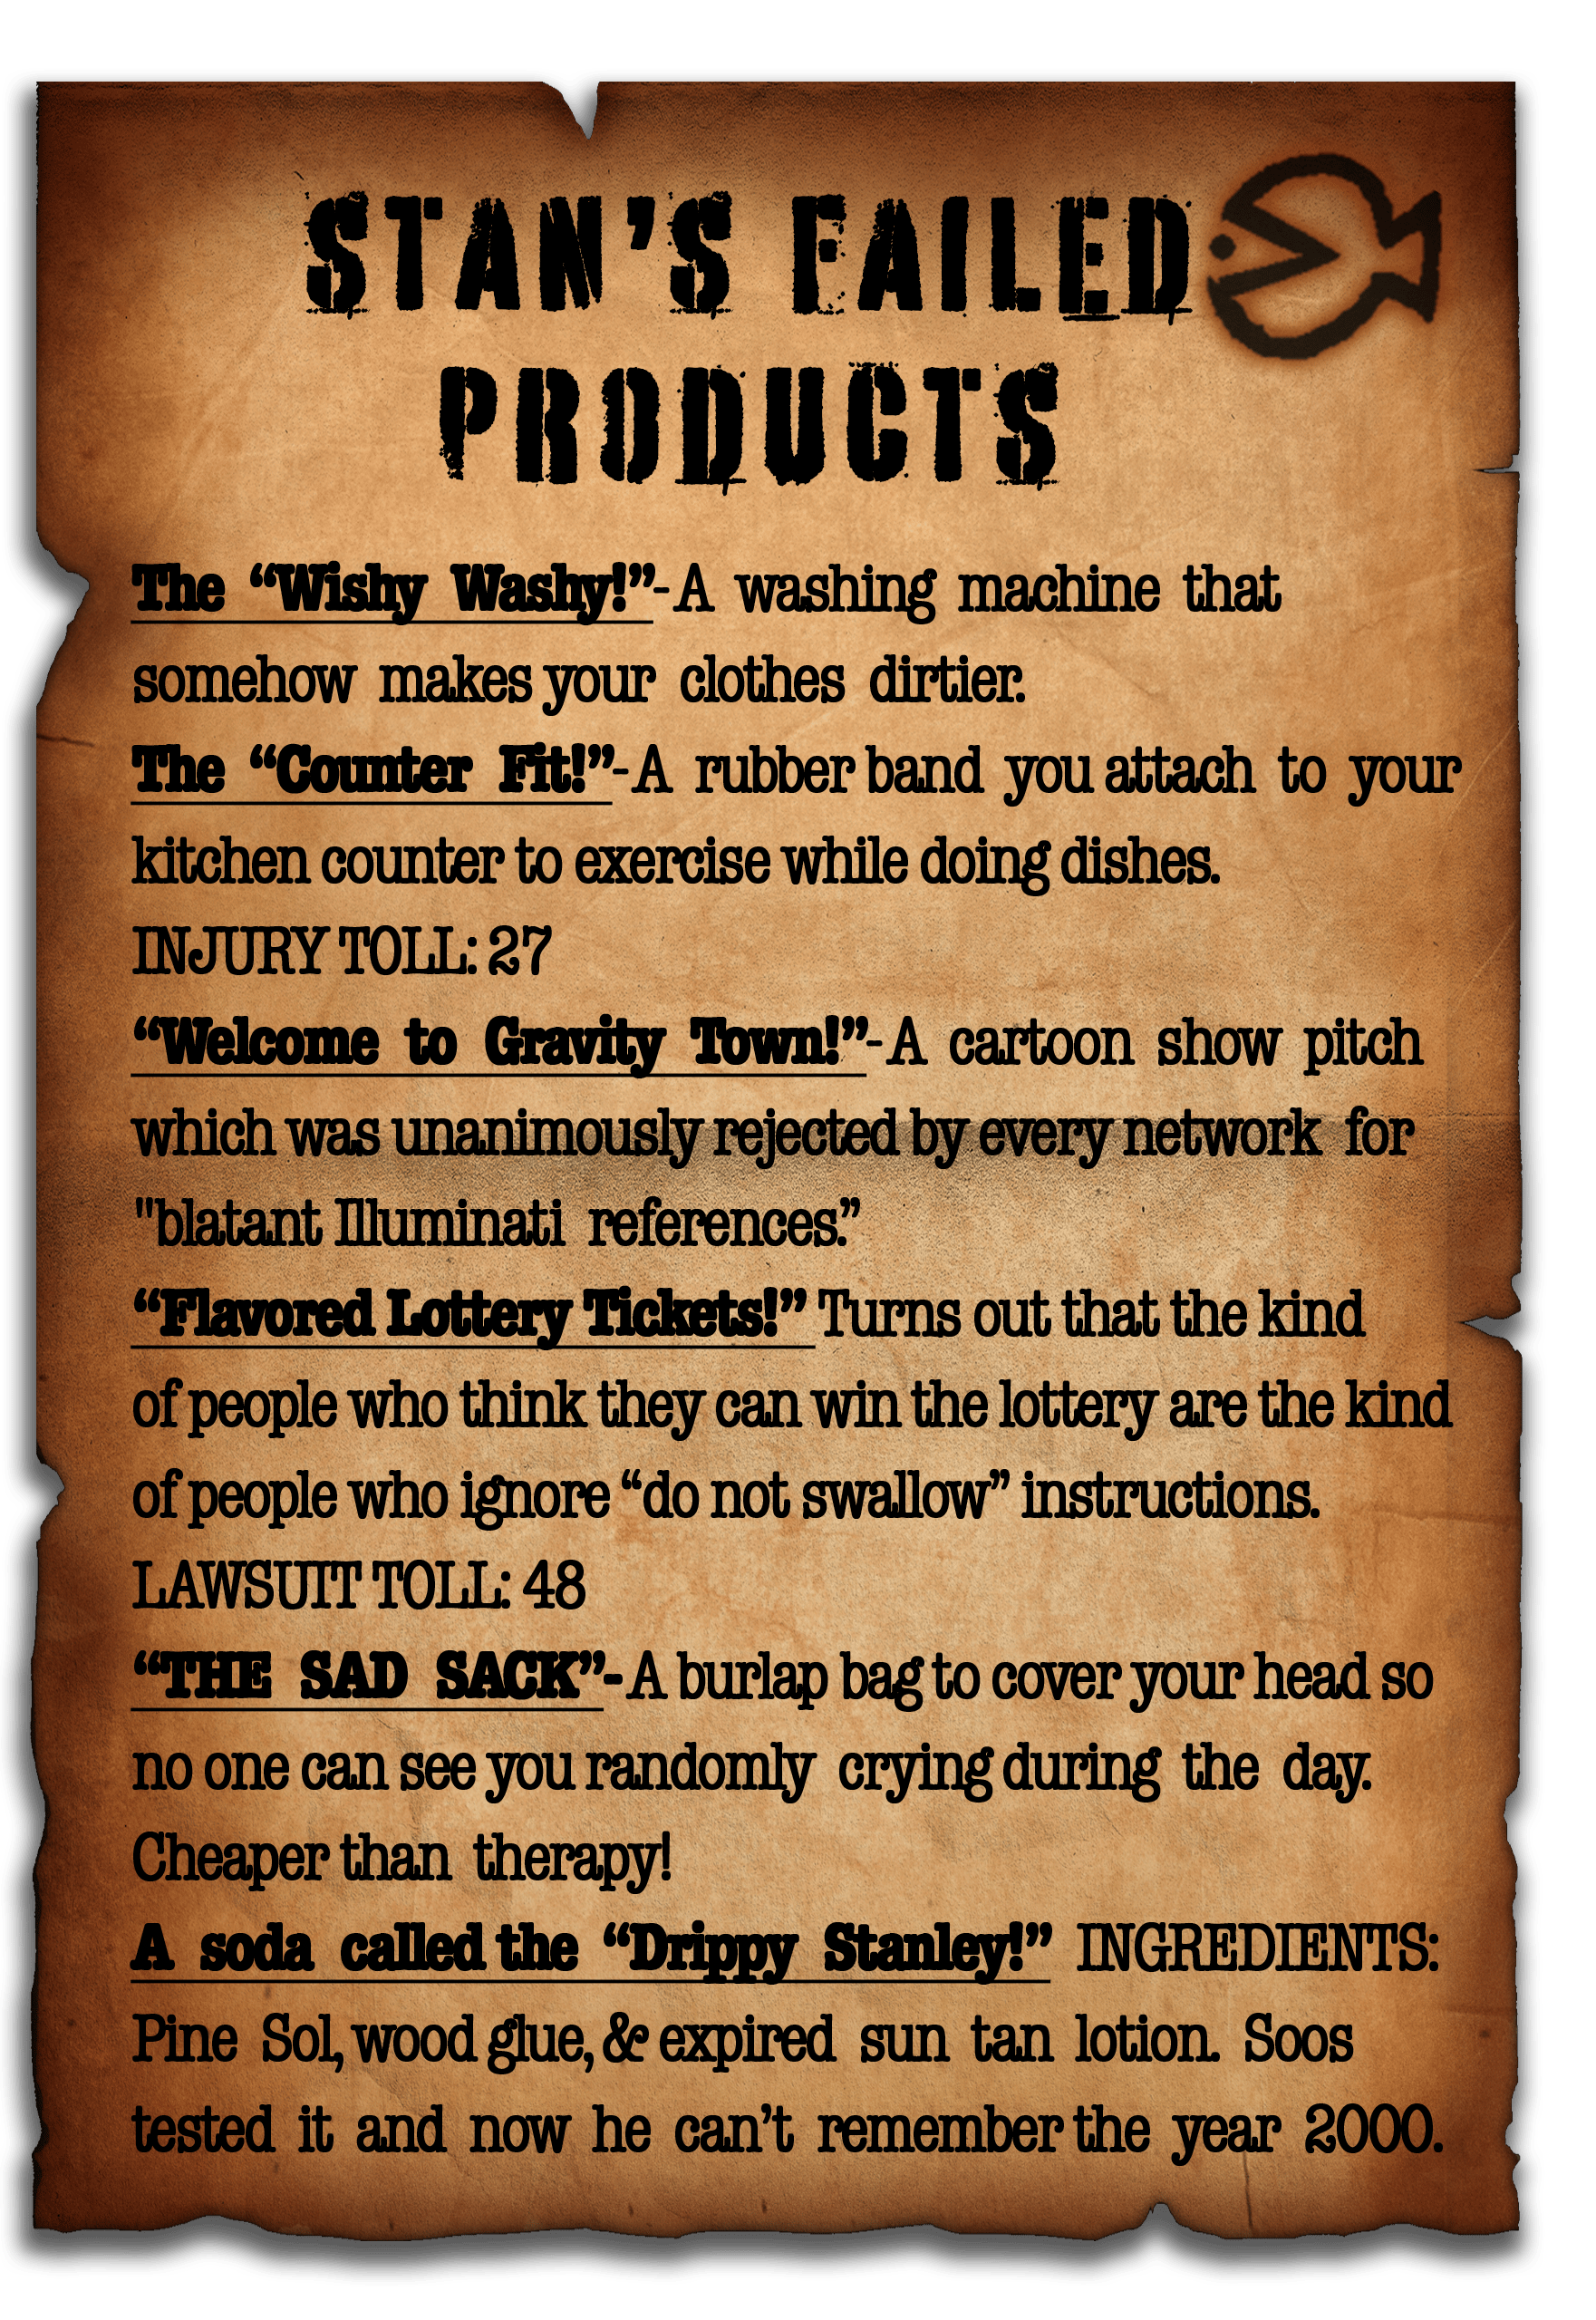 STAN'S FAILED
PRODUCTS
The “Wishy Washy!”- A washing machine that
somehow makes your clothes dirtier.
The “Counter Fit!”- A rubber band you attach to your
kitchen counter to exercise while doing dishes.
INJURY TOLL: 27
“Welcome to Gravity Town!”- A cartoon show pitch
which was unanimously rejected by every network for
"blatant Illuminati references.”
“Flavored Lottery Tickets!” Turns out that the kind
of people who think they can win the lottery are the kind
of people who ignore “do not swallow” instructions.
LAWSUIT TOLL: 48
“THE SAD SACK”- A burlap bag to cover your head so
no one can see you randomly crying during the day.
Cheaper than therapy!
A soda called the “Drippy Stanley!” INGREDIENTS:
Pine Sol, wood glue, & expired sun tan lotion. Soos
tested it and now he can’t remember the year 2000.